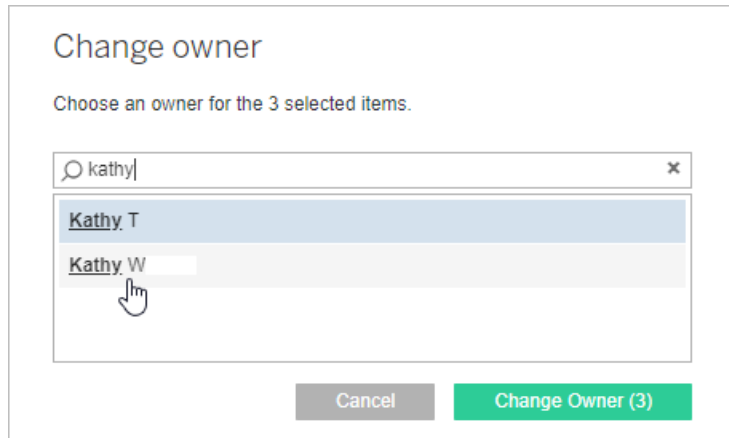 Change owner
Choose an owner for the 3 selected items.
kathy
Kathy T
Kathy W
Cancel Change Owner (3)